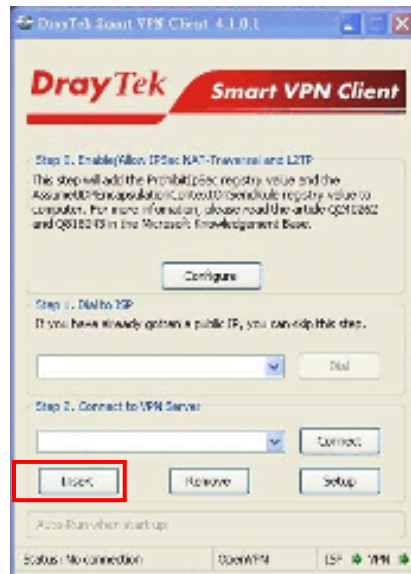 DrayTek Smart VPN Client 4.1.0.1
DrayTek Smart VPN Client
Step 0. Enable/Allow IPSec NAT-Traversal and L2TP
This step will add the ProhibitIpSec registry value and the
AssumeUDPEncapsulationContextOnSendRule registry value to
computer. For more information, please read the article Q240262
and Q818043 in the Microsoft Knowledgement Base.
Configure
Step 1. Dial to ISP
If you have already gotten a public IP, you can skip this step.
Dial
Step 2. Connect to VPN Server
Connect
Insert Remove Setup
Auto-Run when start up
Status: No connection OpenVPN ISP VPN